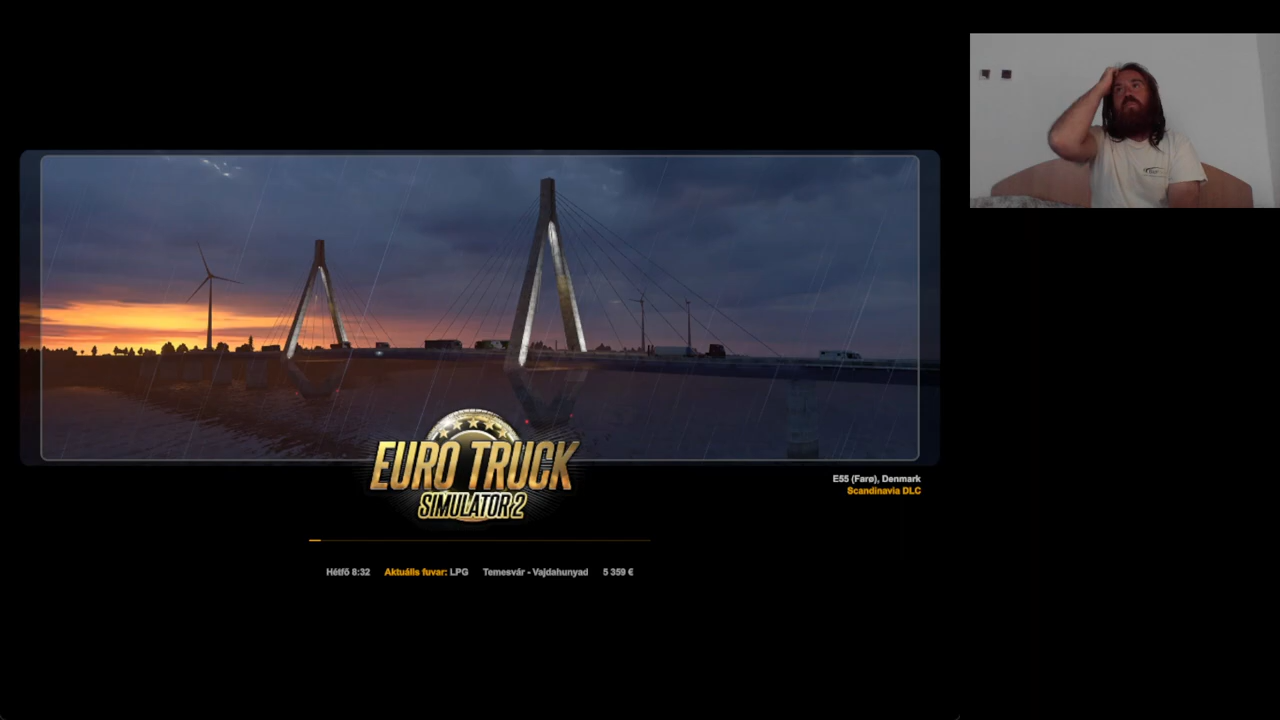 EURO TRUCK
SIMULATOR 2
E55 (Farø), Denmark
Scandinavia DLC
Hétfő 8:32 Aktuális fuvar: LPG Temesvár - Vajdahunyad 5 359 €